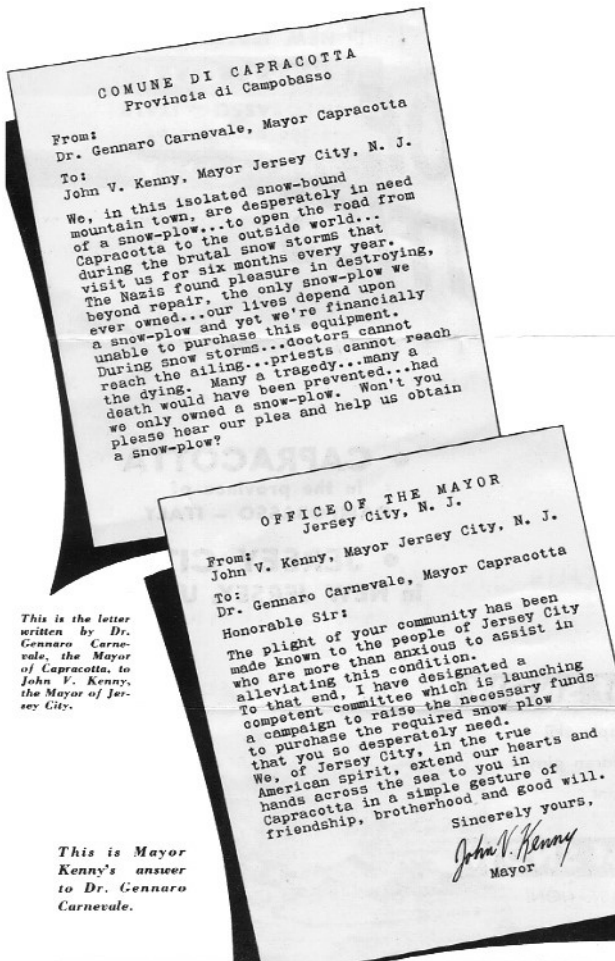 COMUNE DI CAPRACOTTA
Provincia di Campobasso
From:
Dr. Gennaro Carnevale, Mayor Capracotta
To:
John V. Kenny, Mayor Jersey City, N. J.
We, in this isolated snow-bound
mountain town, are desperately in need
of a snow-plow...to open the road from
Capracotta to the outside world...
during the brutal snow storms that
visit us for six months every year.
The Nazis found pleasure in destroying,
beyond repair, the only snow-plow we
ever owned...our lives depend upon
a snow-plow and yet we're financially
unable to purchase this equipment.
During snow storms...doctors cannot
reach the ailing...priests cannot reach
the dying. Many a tragedy...many a
death would have been prevented...had
we only owned a snow-plow. Won't you
please hear our plea and help us obtain
a snow-plow?
This is the letter
written by Dr.
Gennaro Carne-
vale, the Mayor
of Capracotta, to
John V. Kenny,
the Mayor of Jer-
sey City.
OFFICE OF THE MAYOR
Jersey City, N. J.
From:
John V. Kenny, Mayor Jersey City, N. J.
To:
Dr. Gennaro Carnevale, Mayor Capracotta
Honorable Sir:
The plight of your community has been
made known to the people of Jersey City
who are more than anxious to assist in
alleviating this condition.
To that end, I have designated a
competent committee which is launching
a campaign to raise the necessary funds
to purchase the required snow plow
that you so desperately need.
We, of Jersey City, in the true
American spirit, extend our hearts and
hands across the sea to you in
Capracotta in a simple gesture of
friendship, brotherhood and good will.
Sincerely yours,
John V. Kenny
Mayor
This is Mayor
Kenny's answer
to Dr. Gennaro
Carnevale.
CAPRACOTTA
in the province of
CAMPOBASSO – ITALY
JERSEY CITY